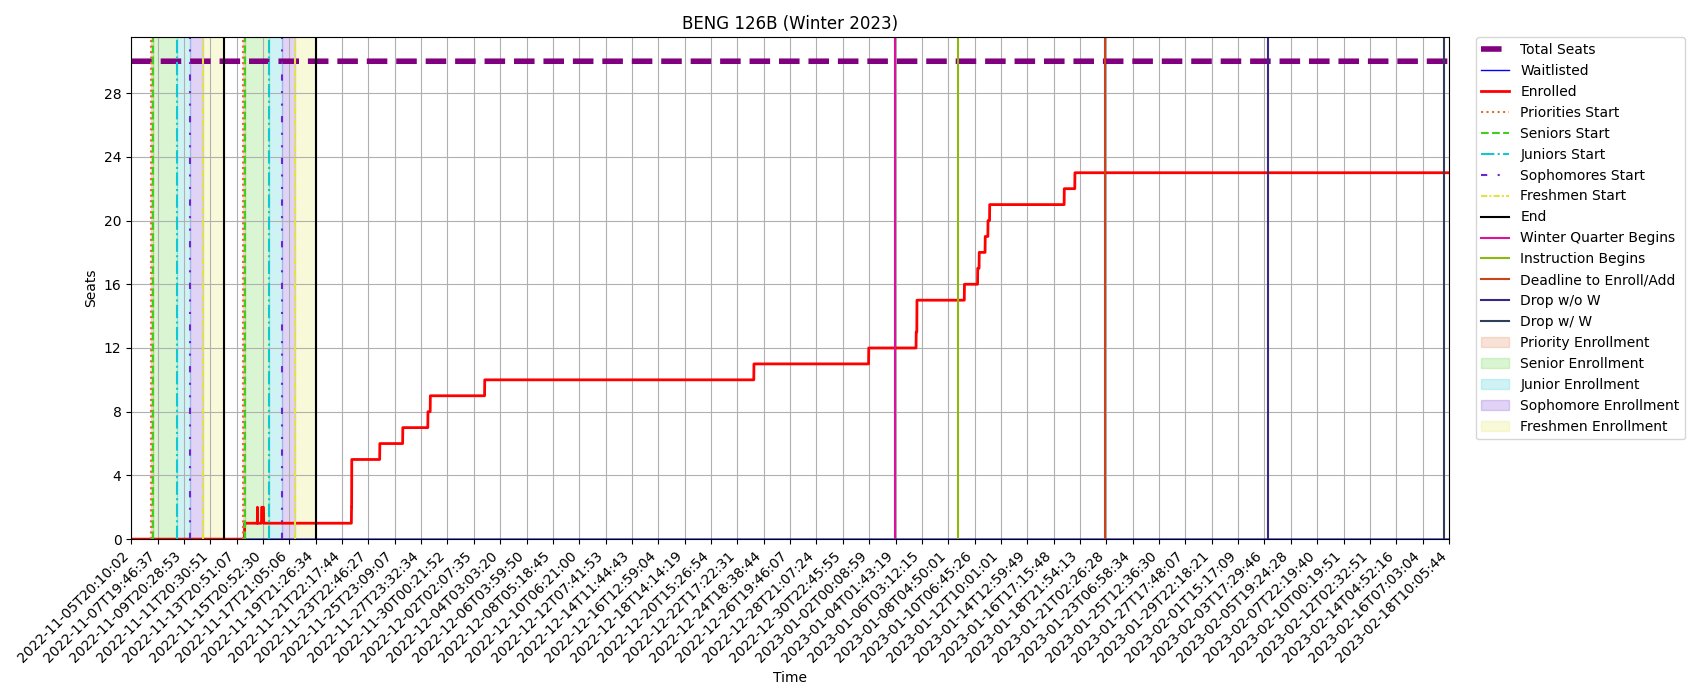 BENG 126B (Winter 2023)
Seats
28
24
20
16
12
8
4
0
2022-11-05T20:10:02
2022-11-07T19:46:37
2022-11-09T20:28:53
2022-11-11T20:30:51
2022-11-13T20:51:07
2022-11-15T20:52:30
2022-11-17T21:05:06
2022-11-19T21:26:34
2022-11-21T22:17:44
2022-11-23T22:46:27
2022-11-25T23:09:07
2022-11-27T23:32:34
2022-11-30T00:21:52
2022-12-02T02:07:35
2022-12-04T03:03:20
2022-12-06T03:59:50
2022-12-08T05:18:45
2022-12-10T06:21:00
2022-12-12T07:41:53
2022-12-14T11:44:43
2022-12-16T12:59:04
2022-12-18T14:14:19
2022-12-20T15:26:54
2022-12-22T17:22:31
2022-12-24T18:38:44
2022-12-26T19:46:07
2022-12-28T21:07:24
2022-12-30T22:45:55
2023-01-02T00:08:59
2023-01-04T01:43:19
2023-01-06T03:12:15
2023-01-08T04:50:01
2023-01-10T06:45:26
2023-01-12T10:01:01
2023-01-14T12:59:49
2023-01-16T17:15:48
2023-01-18T21:54:13
2023-01-21T02:26:28
2023-01-23T06:58:34
2023-01-25T12:36:30
2023-01-27T17:48:07
2023-01-29T22:18:21
2023-02-01T15:17:09
2023-02-03T17:29:46
2023-02-05T19:24:28
2023-02-07T22:19:40
2023-02-10T00:19:51
2023-02-12T02:32:51
2023-02-14T04:52:16
2023-02-16T07:03:04
2023-02-18T10:05:44
Time
Total Seats
Waitlisted
Enrolled
Priorities Start
Seniors Start
Juniors Start
Sophomores Start
Freshmen Start
End
Winter Quarter Begins
Instruction Begins
Deadline to Enroll/Add
Drop w/o W
Drop w/ W
Priority Enrollment
Senior Enrollment
Junior Enrollment
Sophomore Enrollment
Freshmen Enrollment